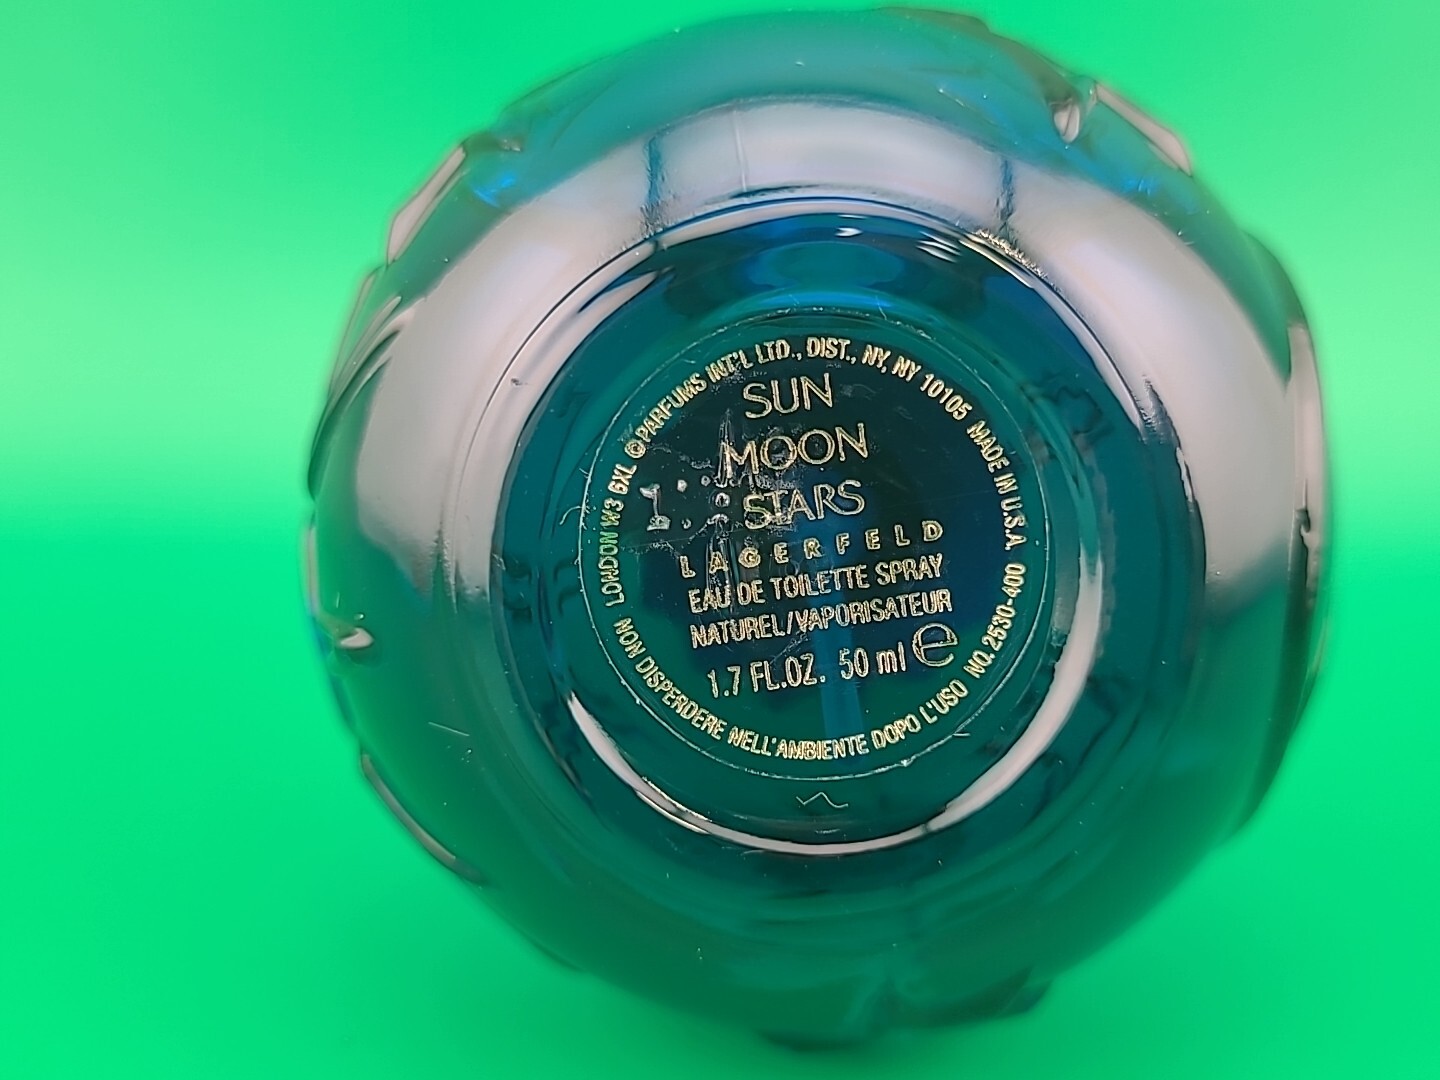 SUN
MOON
STARS
LAGERFELD
EAU DE TOILETTE SPRAY
NATUREL/VAPORISATEUR
1.7 FL.OZ. 50 ml e
©PARFUMS INT'L LTD., DIST., NY, NY 10105 MADE IN U.S.A. NO. 2530-400
LONDON W3 6XL
NON DISPERDERE NELL'AMBIENTE DOPO L'USO